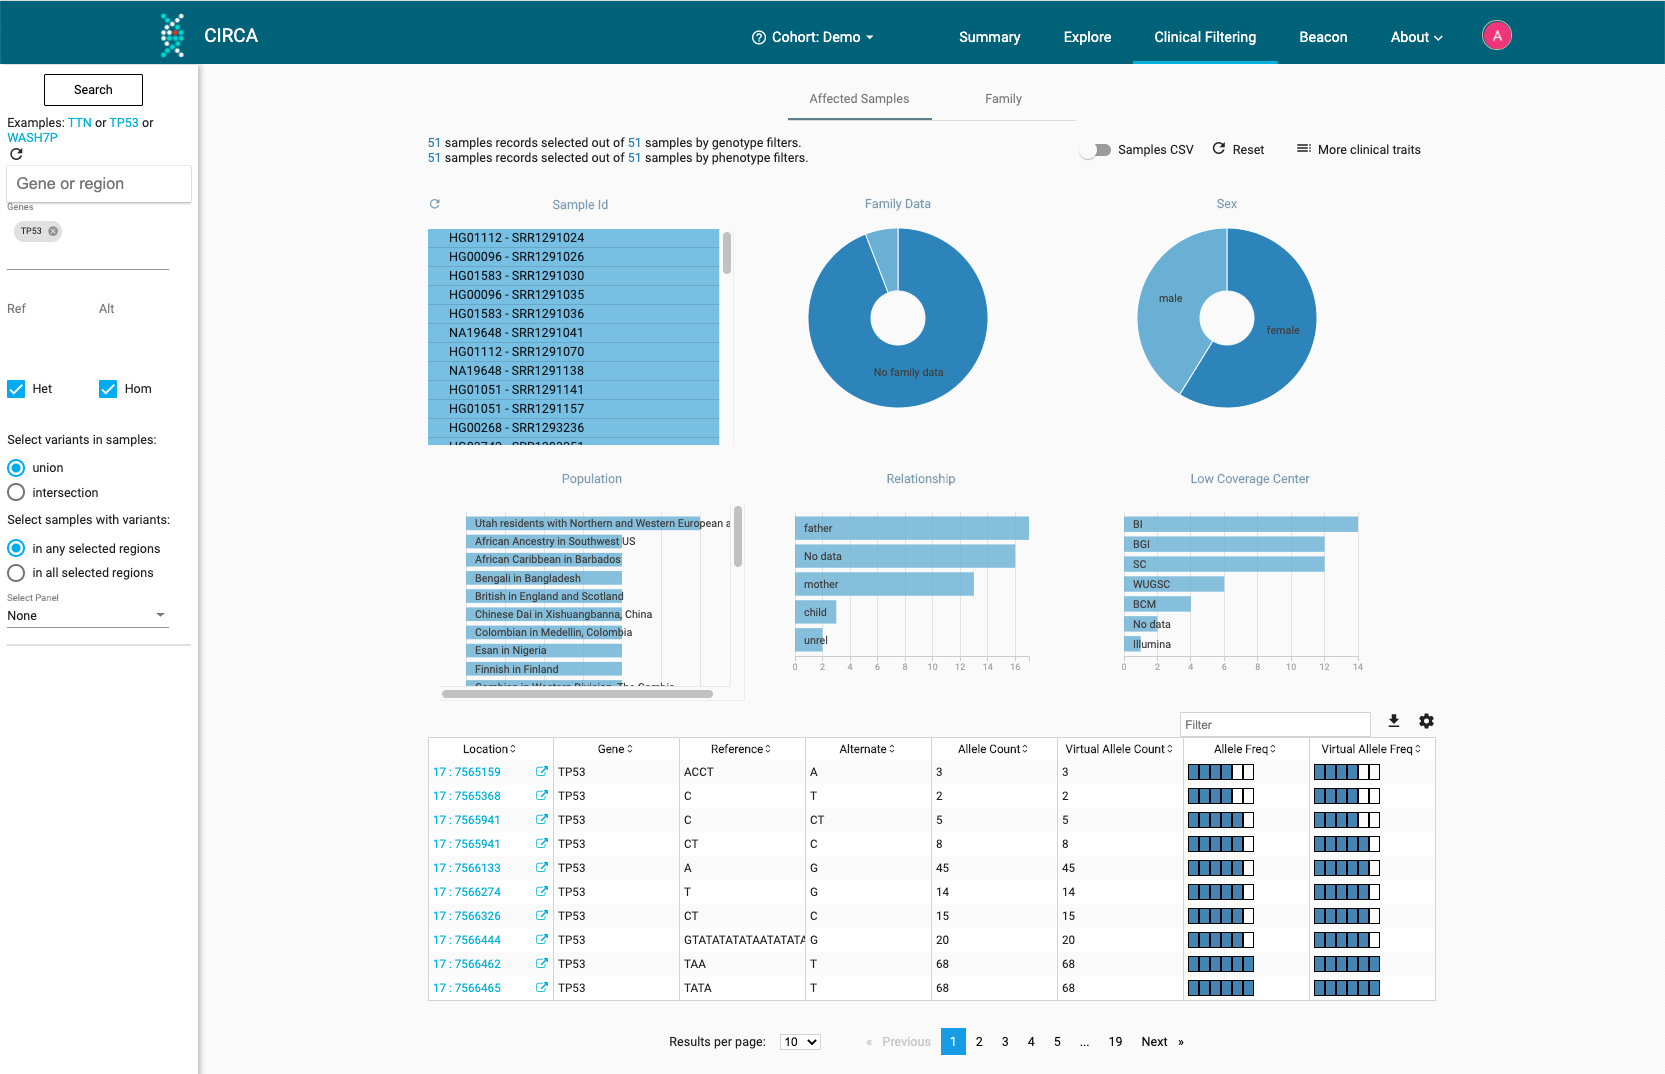 CIRCA
Cohort: Demo
Summary
Explore
Clinical Filtering
Beacon
About
A
Search
Examples: TTN or TP53 or
WASH7P
Gene or region
Genes
TP53
Ref Alt
Het Hom
Select variants in samples:
union
intersection
Select samples with variants:
in any selected regions
in all selected regions
Select Panel
None
Affected Samples Family
51 samples records selected out of 51 samples by genotype filters.
51 samples records selected out of 51 samples by phenotype filters.
Samples CSV Reset More clinical traits
Sample Id
HG01112 - SRR1291024
HG00096 - SRR1291026
HG01583 - SRR1291030
HG00096 - SRR1291035
HG01583 - SRR1291036
NA19648 - SRR1291041
HG01112 - SRR1291070
NA19648 - SRR1291138
HG01051 - SRR1291141
HG01051 - SRR1291157
HG00268 - SRR1293236
Family Data
No family data
Sex
male
female
Population
Utah residents with Northern and Western European a
African Ancestry in Southwest US
African Caribbean in Barbados
Bengali in Bangladesh
British in England and Scotland
Chinese Dai in Xishuangbanna, China
Colombian in Medellin, Colombia
Esan in Nigeria
Finnish in Finland
Gambian in Western Division, The Gambia
Relationship
father
No data
mother
child
unrel
0 2 4 6 8 10 12 14 16
Low Coverage Center
BI
BGI
SC
WUGSC
BCM
No data
Illumina
0 2 4 6 8 10 12 14
Filter
Location Gene Reference Alternate Allele Count Virtual Allele Count Allele Freq Virtual Allele Freq
17 : 7565159 TP53 ACCT A 3 3
17 : 7565368 TP53 C T 2 2
17 : 7565941 TP53 C CT 5 5
17 : 7565941 TP53 CT C 8 8
17 : 7566133 TP53 A G 45 45
17 : 7566274 TP53 T G 14 14
17 : 7566326 TP53 CT C 15 15
17 : 7566444 TP53 GTATATATATAATATATA G 20 20
17 : 7566462 TP53 TAA T 68 68
17 : 7566465 TP53 TATA T 68 68
Results per page: 10 « Previous 1 2 3 4 5 ... 19 Next »